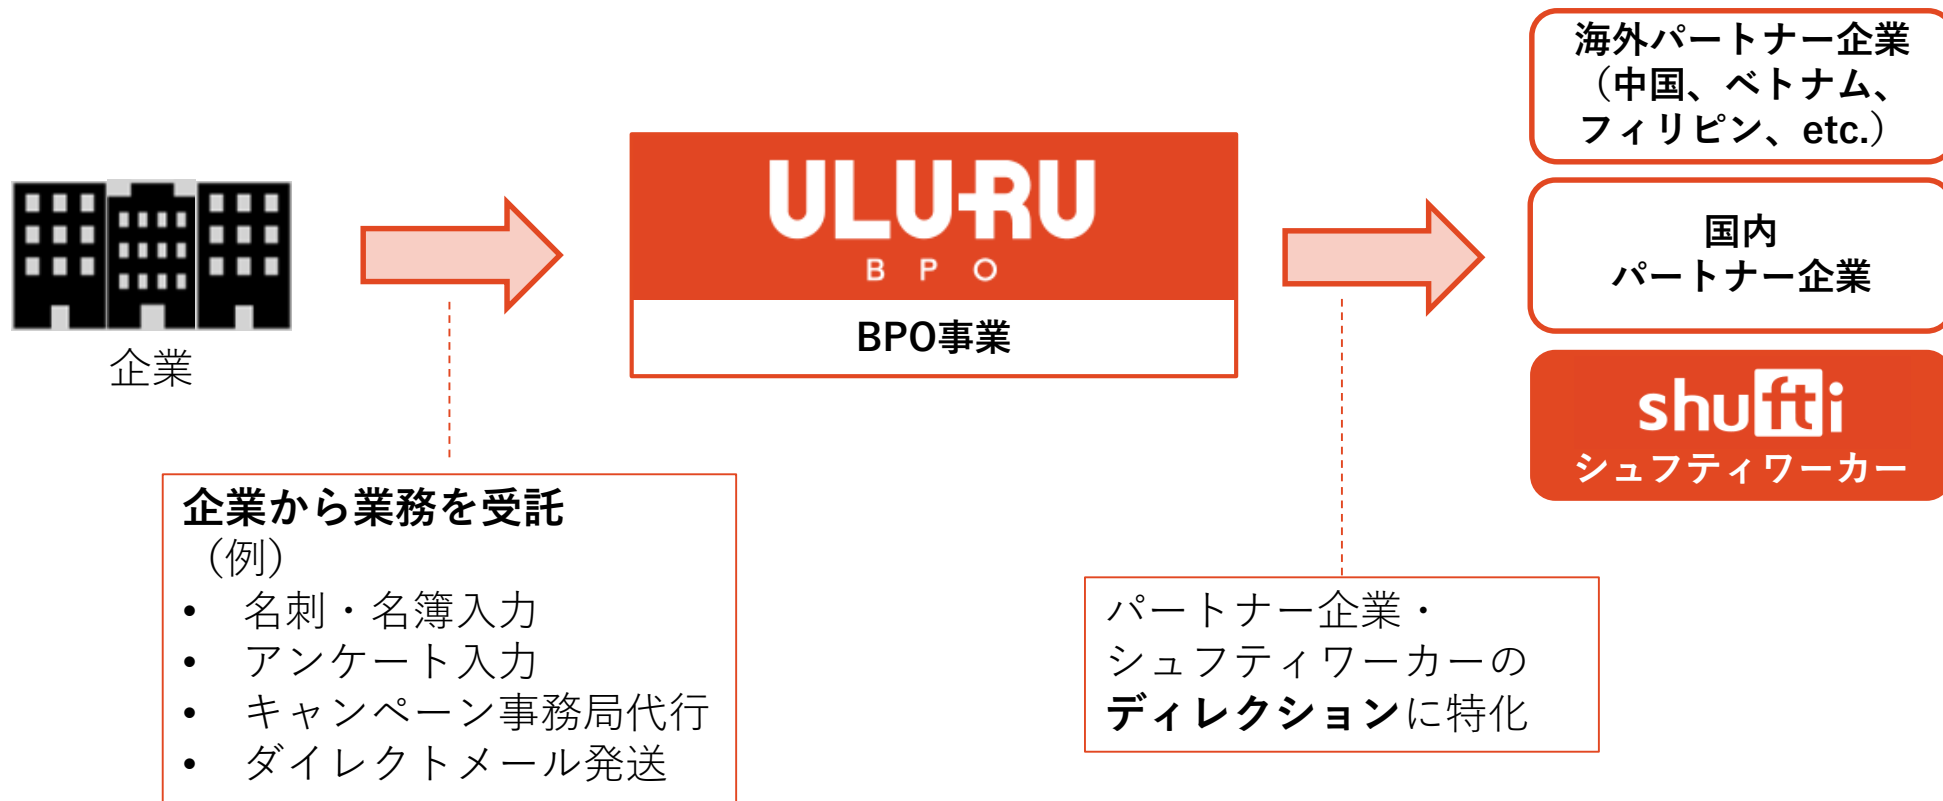 企業
企業から業務を受託
（例）
• 名刺・名簿入力
• アンケート入力
• キャンペーン事務局代行
• ダイレクトメール発送
ULURU
BPO
BPO事業
パートナー企業・
シュフティワーカーの
ディレクションに特化
海外パートナー企業
（中国、ベトナム、
フィリピン、etc.）
国内
パートナー企業
shufti
シュフティワーカー